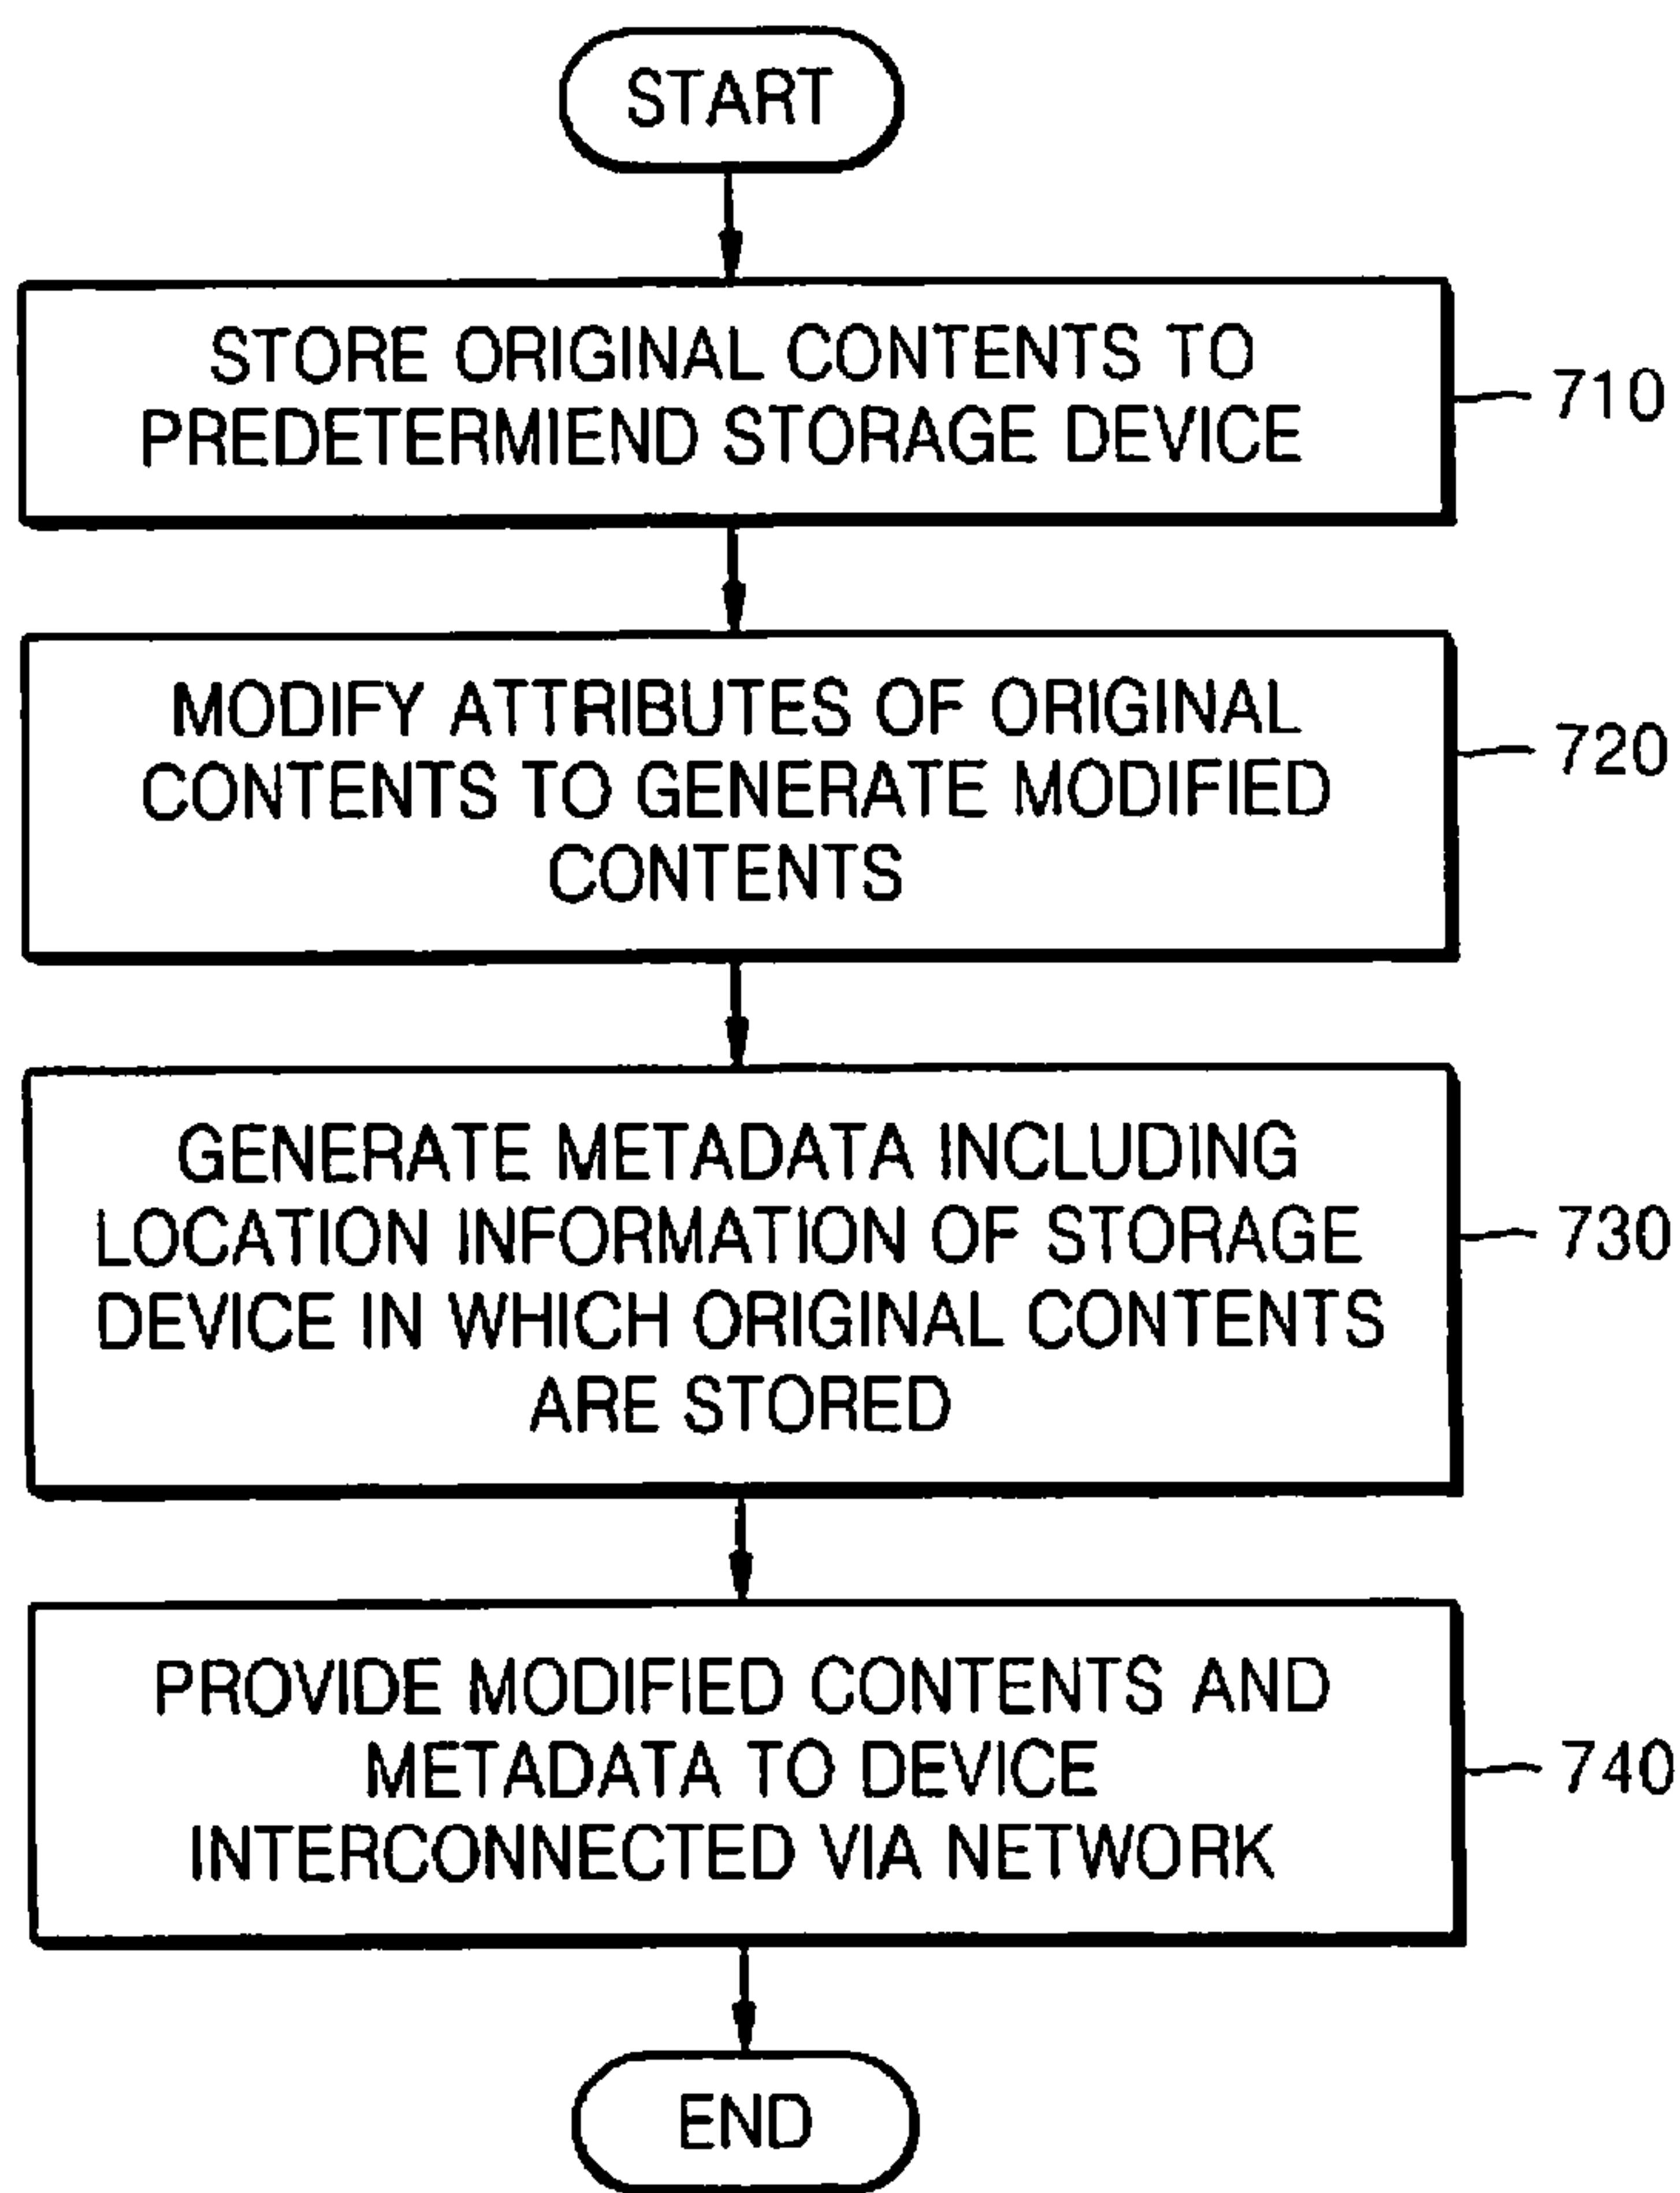 START
STORE ORIGINAL CONTENTS TO
PREDETERMIEND STORAGE DEVICE
710
MODIFY ATTRIBUTES OF ORIGINAL
CONTENTS TO GENERATE MODIFIED
CONTENTS
720
GENERATE METADATA INCLUDING
LOCATION INFORMATION OF STORAGE
DEVICE IN WHICH ORIGINAL CONTENTS
ARE STORED
730
PROVIDE MODIFIED CONTENTS AND
METADATA TO DEVICE
INTERCONNECTED VIA NETWORK
740
END